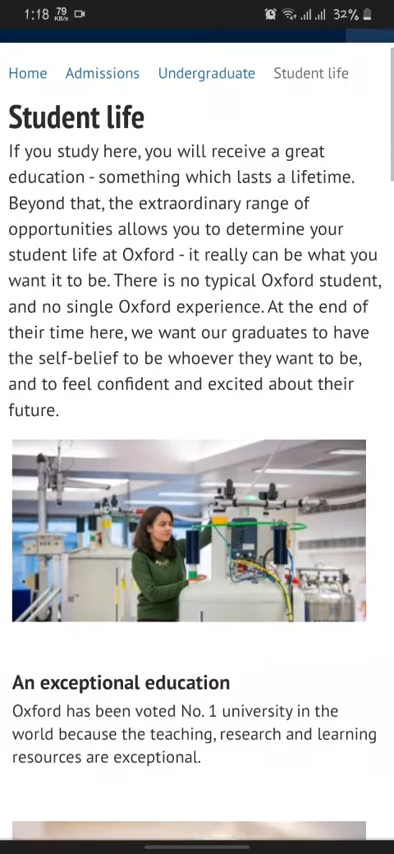 1:18 79 KB/s 32%
Home Admissions Undergraduate Student life
Student life
If you study here, you will receive a great
education - something which lasts a lifetime.
Beyond that, the extraordinary range of
opportunities allows you to determine your
student life at Oxford - it really can be what you
want it to be. There is no typical Oxford student,
and no single Oxford experience. At the end of
their time here, we want our graduates to have
the self-belief to be whoever they want to be,
and to feel confident and excited about their
future.
An exceptional education
Oxford has been voted No. 1 university in the
world because the teaching, research and learning
resources are exceptional.